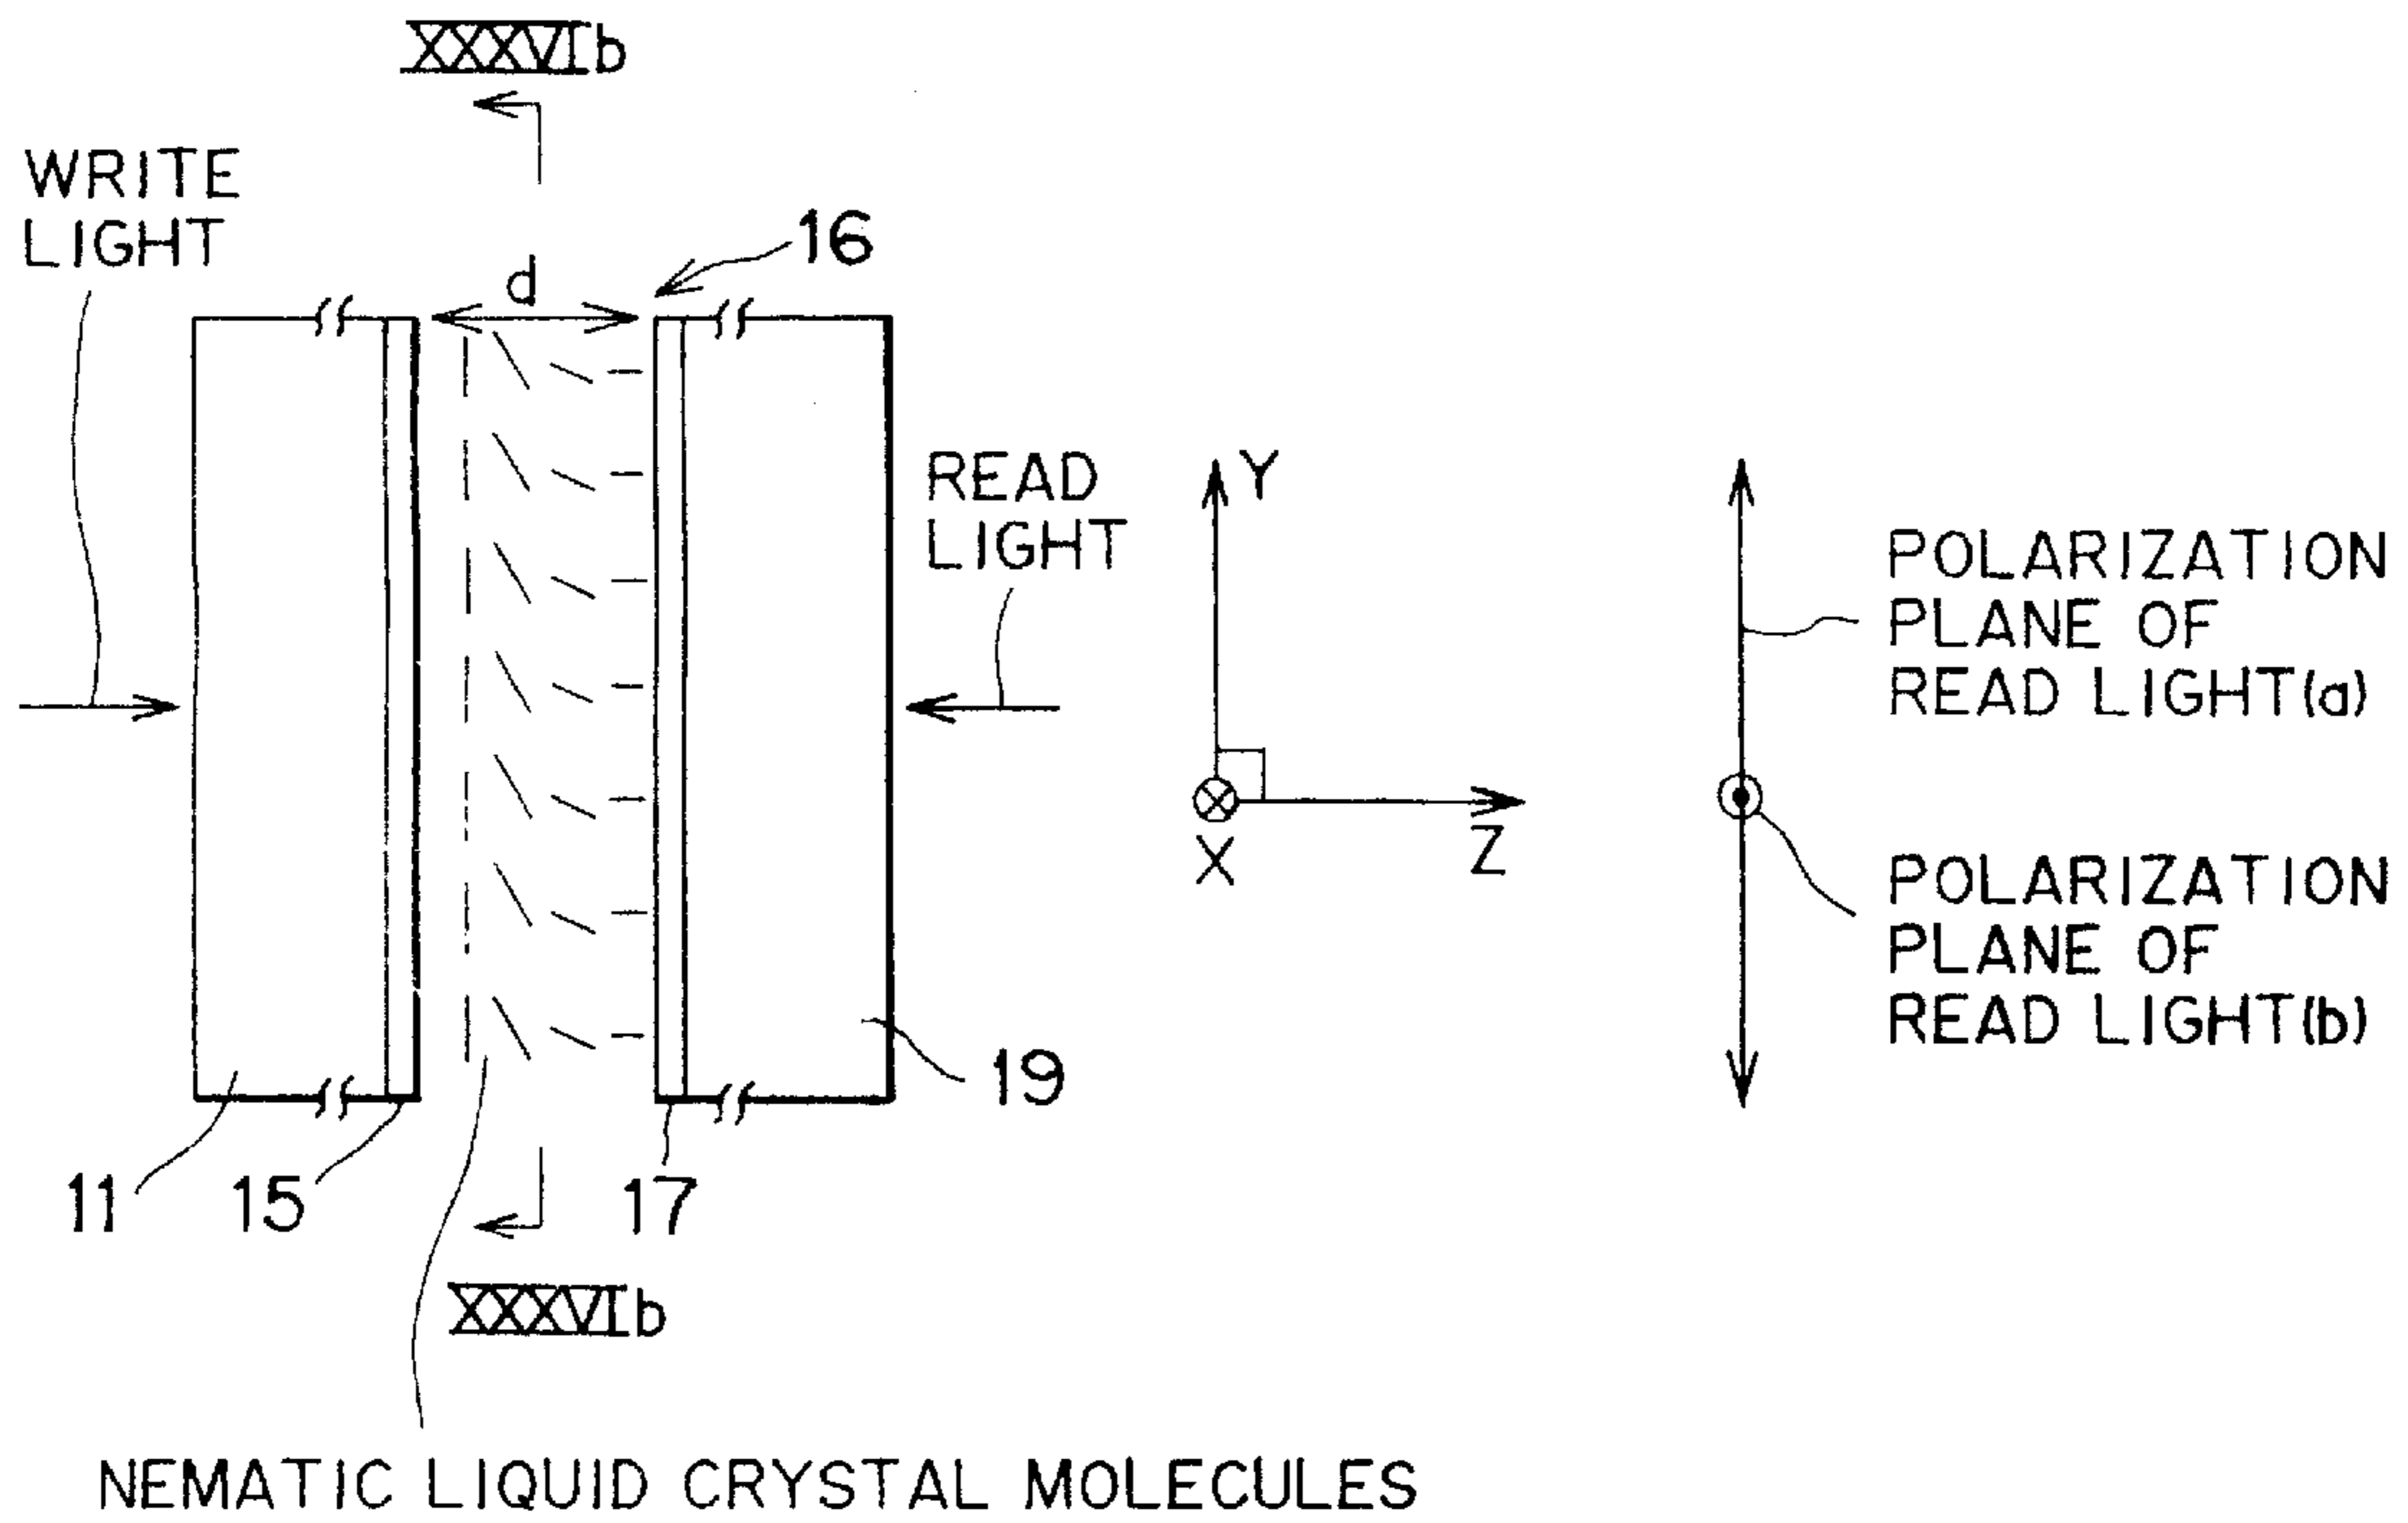 XXXVIb
WRITE
LIGHT
16
d
READ
LIGHT
Y
X
Z
POLARIZATION
PLANE OF
READ LIGHT(a)
POLARIZATION
PLANE OF
READ LIGHT(b)
19
11
15
17
XXXVIb
NEMATIC LIQUID CRYSTAL MOLECULES